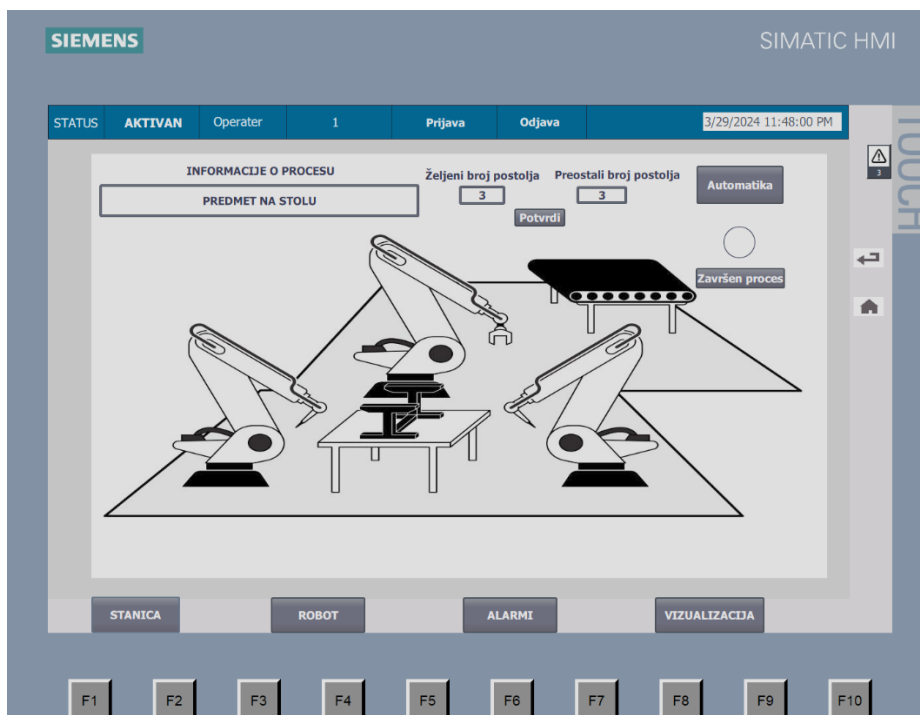 SIEMENS
SIMATIC HMI
TOUCH
STATUS AKTIVAN Operater 1 Prijava Odjava 3/29/2024 11:48:00 PM
3
INFORMACIJE O PROCESU
PREDMET NA STOLU
Željeni broj postolja Preostali broj postolja
3 3
Potvrdi
Automatika
Završen proces
STANICA ROBOT ALARMI VIZUALIZACIJA
F1 F2 F3 F4 F5 F6 F7 F8 F9 F10